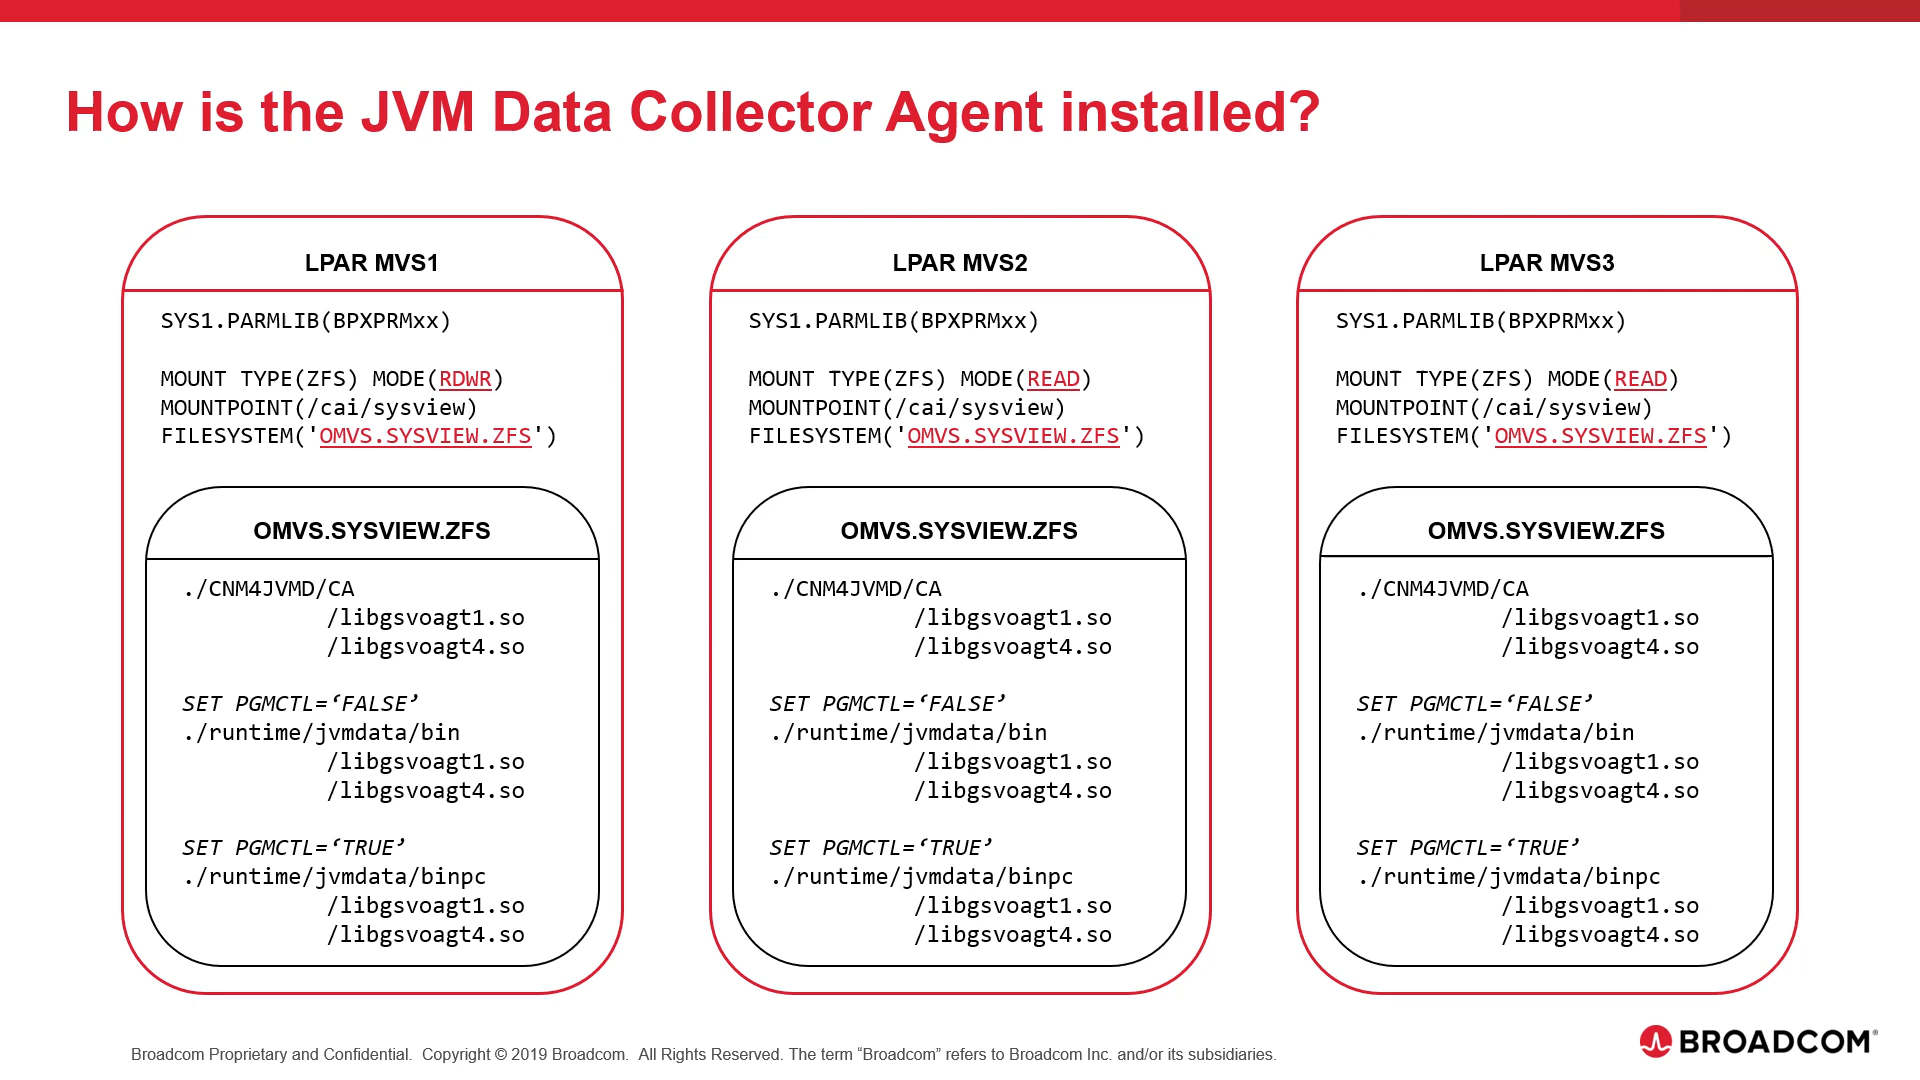 How is the JVM Data Collector Agent installed?
LPAR MVS1
SYS1.PARMLIB(BPXPRMxx)
MOUNT TYPE(ZFS) MODE(RDWR)
MOUNTPOINT(/cai/sysview)
FILESYSTEM('OMVS.SYSVIEW.ZFS')
OMVS.SYSVIEW.ZFS
./CNM4JVMD/CA
/libgsvoagt1.so
/libgsvoagt4.so
SET PGMCTL=‘FALSE’
./runtime/jvmdata/bin
/libgsvoagt1.so
/libgsvoagt4.so
SET PGMCTL=‘TRUE’
./runtime/jvmdata/binpc
/libgsvoagt1.so
/libgsvoagt4.so
LPAR MVS2
SYS1.PARMLIB(BPXPRMxx)
MOUNT TYPE(ZFS) MODE(READ)
MOUNTPOINT(/cai/sysview)
FILESYSTEM('OMVS.SYSVIEW.ZFS')
OMVS.SYSVIEW.ZFS
./CNM4JVMD/CA
/libgsvoagt1.so
/libgsvoagt4.so
SET PGMCTL=‘FALSE’
./runtime/jvmdata/bin
/libgsvoagt1.so
/libgsvoagt4.so
SET PGMCTL=‘TRUE’
./runtime/jvmdata/binpc
/libgsvoagt1.so
/libgsvoagt4.so
LPAR MVS3
SYS1.PARMLIB(BPXPRMxx)
MOUNT TYPE(ZFS) MODE(READ)
MOUNTPOINT(/cai/sysview)
FILESYSTEM('OMVS.SYSVIEW.ZFS')
OMVS.SYSVIEW.ZFS
./CNM4JVMD/CA
/libgsvoagt1.so
/libgsvoagt4.so
SET PGMCTL=‘FALSE’
./runtime/jvmdata/bin
/libgsvoagt1.so
/libgsvoagt4.so
SET PGMCTL=‘TRUE’
./runtime/jvmdata/binpc
/libgsvoagt1.so
/libgsvoagt4.so
Broadcom Proprietary and Confidential. Copyright © 2019 Broadcom. All Rights Reserved. The term “Broadcom” refers to Broadcom Inc. and/or its subsidiaries.
BROADCOM®